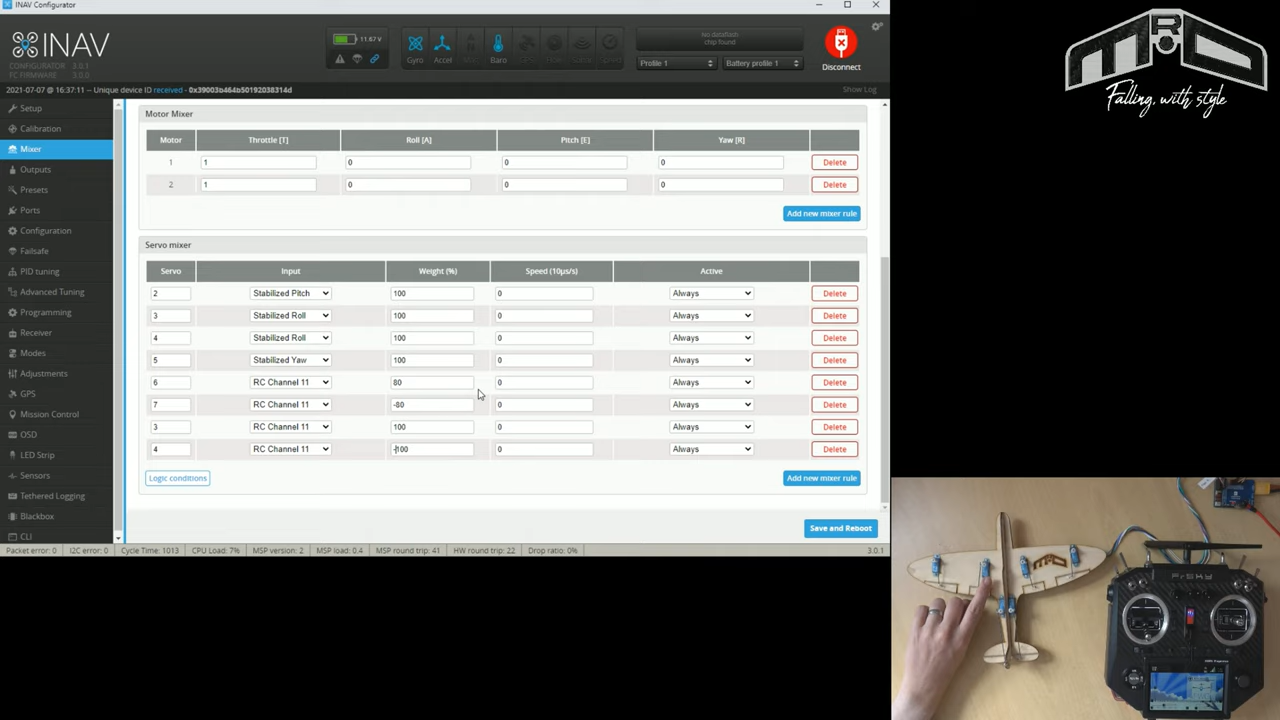 INAV Configurator
INAV
CONFIGURATOR 3.0.1
FC FIRMWARE 3.0.0
11.67 V
Gyro
Accel
Baro
No dataflash
chip found
Profile 1
Battery profile 1
Disconnect
2021-07-07 @ 16:37:11 -- Unique device ID received - 0x39003b464b50192038314d
Show Log
Setup
Calibration
Mixer
Outputs
Presets
Ports
Configuration
Failsafe
PID tuning
Advanced Tuning
Programming
Receiver
Modes
Adjustments
GPS
Mission Control
OSD
LED Strip
Sensors
Tethered Logging
Blackbox
CLI
Motor Mixer
Motor Throttle [T] Roll [A] Pitch [E] Yaw [R]
1 1 0 0 0 Delete
2 1 0 0 0 Delete
Add new mixer rule
Servo mixer
Servo Input Weight (%) Speed (10µs/s) Active
2 Stabilized Pitch 100 0 Always Delete
3 Stabilized Roll 100 0 Always Delete
4 Stabilized Roll 100 0 Always Delete
5 Stabilized Yaw 100 0 Always Delete
6 RC Channel 11 80 0 Always Delete
7 RC Channel 11 -80 0 Always Delete
3 RC Channel 11 100 0 Always Delete
4 RC Channel 11 -100 0 Always Delete
Logic conditions
Add new mixer rule
Save and Reboot
Packet error: 0 I2C error: 0 Cycle Time: 1013 CPU Load: 7% MSP version: 2 MSP load: 0.4 MSP round trip: 41 HW round trip: 22 Drop ratio: 0% 3.0.1
MRD
Falling, with style
MRD
FrSKY